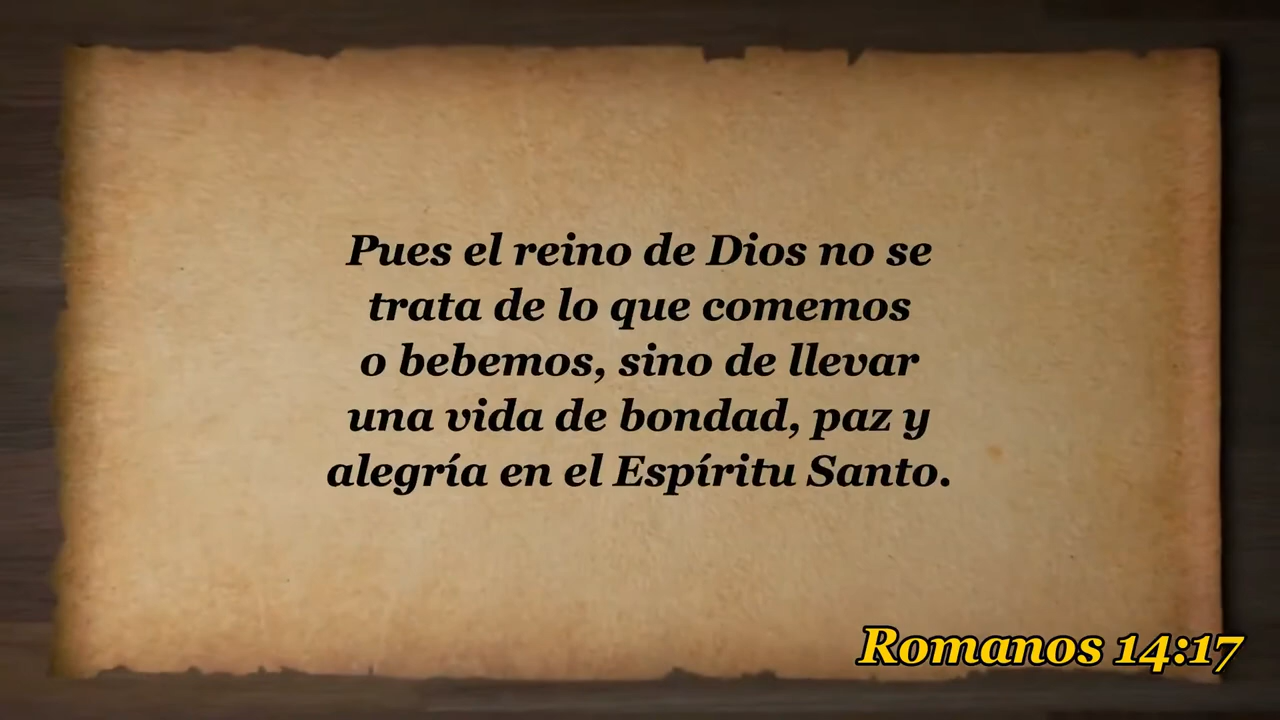 Pues el reino de Dios no se
trata de lo que comemos
o bebemos, sino de llevar
una vida de bondad, paz y
alegría en el Espíritu Santo.
Romanos 14:17